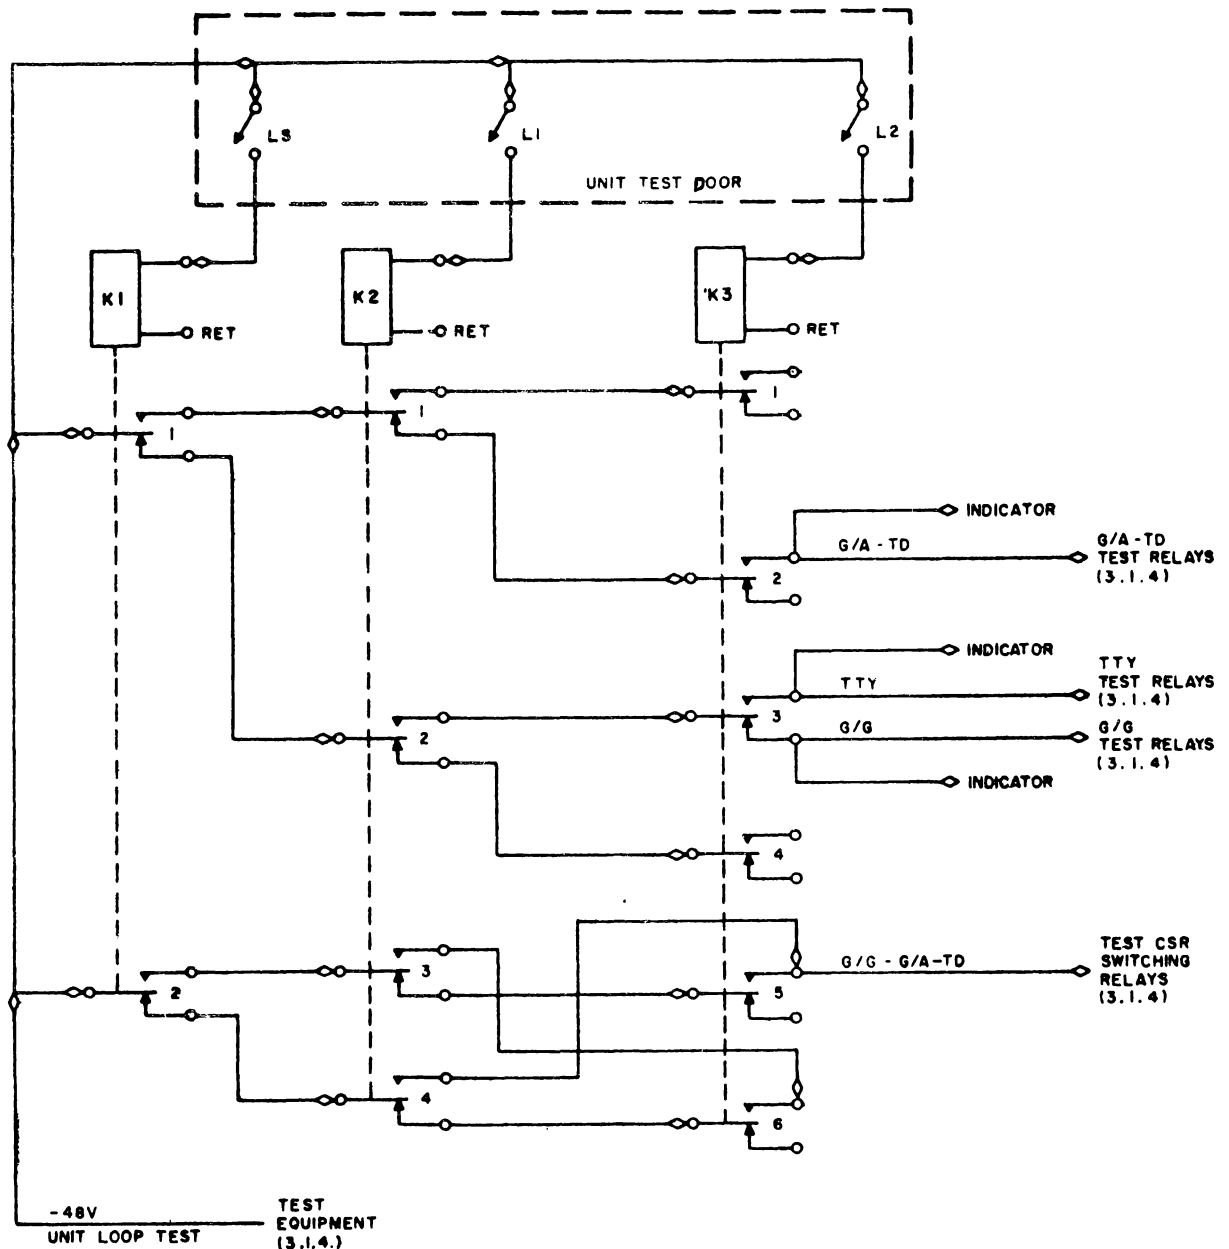 LS
L1
L2
UNIT TEST DOOR
K1
K2
K3
RET
RET
RET
1
1
1
INDICATOR
G/A - TD
G/A - TD
TEST RELAYS
(3.1.4)
2
INDICATOR
TTY
TTY
TEST RELAYS
(3.1.4)
2
3
G/G
G/G
TEST RELAYS
(3.1.4)
INDICATOR
4
2
3
5
G/G - G/A-TD
TEST CSR
SWITCHING
RELAYS
(3.1.4)
4
6
-48V
UNIT LOOP TEST
TEST
EQUIPMENT
(3.1.4.)